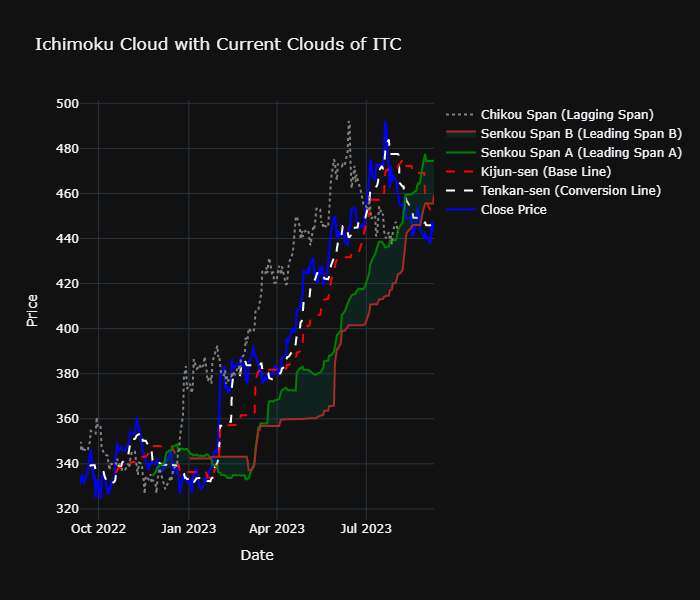 Ichimoku Cloud with Current Clouds of ITC
500
480
460
440
420
400
380
360
340
320
Price
Oct 2022
Jan 2023
Apr 2023
Jul 2023
Date
Chikou Span (Lagging Span)
Senkou Span B (Leading Span B)
Senkou Span A (Leading Span A)
Kijun-sen (Base Line)
Tenkan-sen (Conversion Line)
Close Price